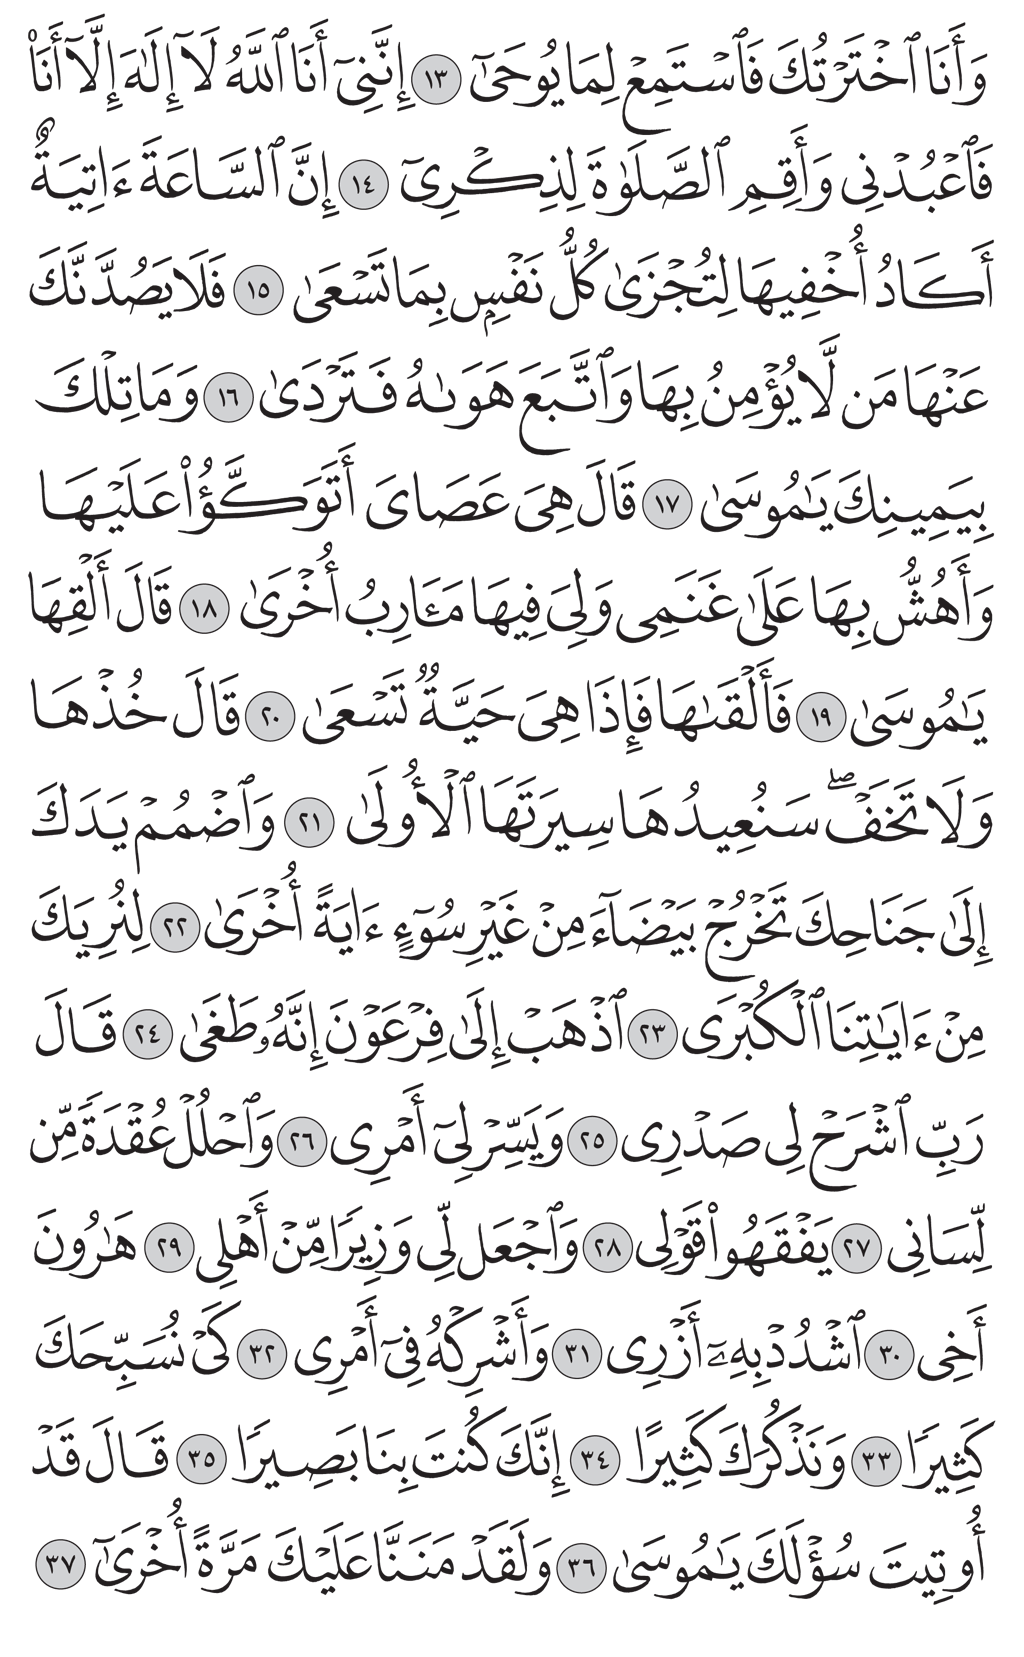 وَأَنَا ٱخۡتَرۡتُكَ فَٱسۡتَمِعۡ لِمَا يُوحَىٰٓ ١٣ إِنَّنِيٓ أَنَا ٱللَّهُ لَآ إِلَٰهَ إِلَّآ أَنَا۠
فَٱعۡبُدۡنِي وَأَقِمِ ٱلصَّلَوٰةَ لِذِكۡرِيٓ ١٤ إِنَّ ٱلسَّاعَةَ ءَاتِيَةٌ
أَكَادُ أُخۡفِيهَا لِتُجۡزَىٰ كُلُّ نَفۡسِۭ بِمَا تَسۡعَىٰ ١٥ فَلَا يَصُدَّنَّكَ
عَنۡهَا مَن لَّا يُؤۡمِنُ بِهَا وَٱتَّبَعَ هَوَىٰهُ فَتَرۡدَىٰ ١٦ وَمَا تِلۡكَ
بِيَمِينِكَ يَٰمُوسَىٰ ١٧ قَالَ هِيَ عَصَايَ أَتَوَكَّؤُاْ عَلَيۡهَا
وَأَهُشُّ بِهَا عَلَىٰ غَنَمِي وَلِيَ فِيهَا مَـَٔارِبُ أُخۡرَىٰ ١٨ قَالَ أَلۡقِهَا
يَٰمُوسَىٰ ١٩ فَأَلۡقَىٰهَا فَإِذَا هِيَ حَيَّةٞ تَسۡعَىٰ ٢٠ قَالَ خُذۡهَا
وَلَا تَخَفۡۖ سَنُعِيدُهَا سِيرَتَهَا ٱلۡأُولَىٰ ٢١ وَٱضۡمُمۡ يَدَكَ
إِلَىٰ جَنَاحِكَ تَخۡرُجۡ بَيۡضَآءَ مِنۡ غَيۡرِ سُوٓءٍ ءَايَةً أُخۡرَىٰ ٢٢ لِنُرِيَكَ
مِنۡ ءَايَٰتِنَا ٱلۡكُبۡرَى ٢٣ ٱذۡهَبۡ إِلَىٰ فِرۡعَوۡنَ إِنَّهُۥ طَغَىٰ ٢٤ قَالَ
رَبِّ ٱشۡرَحۡ لِي صَدۡرِي ٢٥ وَيَسِّرۡ لِيٓ أَمۡرِي ٢٦ وَٱحۡلُلۡ عُقۡدَةٗ مِّن
لِّسَانِي ٢٧ يَفۡقَهُواْ قَوۡلِي ٢٨ وَٱجۡعَل لِّي وَزِيرٗا مِّنۡ أَهۡلِي ٢٩ هَٰرُونَ
أَخِي ٣٠ ٱشۡدُدۡ بِهِۦٓ أَزۡرِي ٣١ وَأَشۡرِكۡهُ فِيٓ أَمۡرِي ٣٢ كَيۡ نُسَبِّحَكَ
كَثِيرٗا ٣٣ وَنَذۡكُرَكَ كَثِيرًا ٣٤ إِنَّكَ كُنتَ بِنَا بَصِيرٗا ٣٥ قَالَ قَدۡ
أُوتِيتَ سُؤۡلَكَ يَٰمُوسَىٰ ٣٦ وَلَقَدۡ مَنَنَّا عَلَيۡكَ مَرَّةً أُخۡرَىٰٓ ٣٧